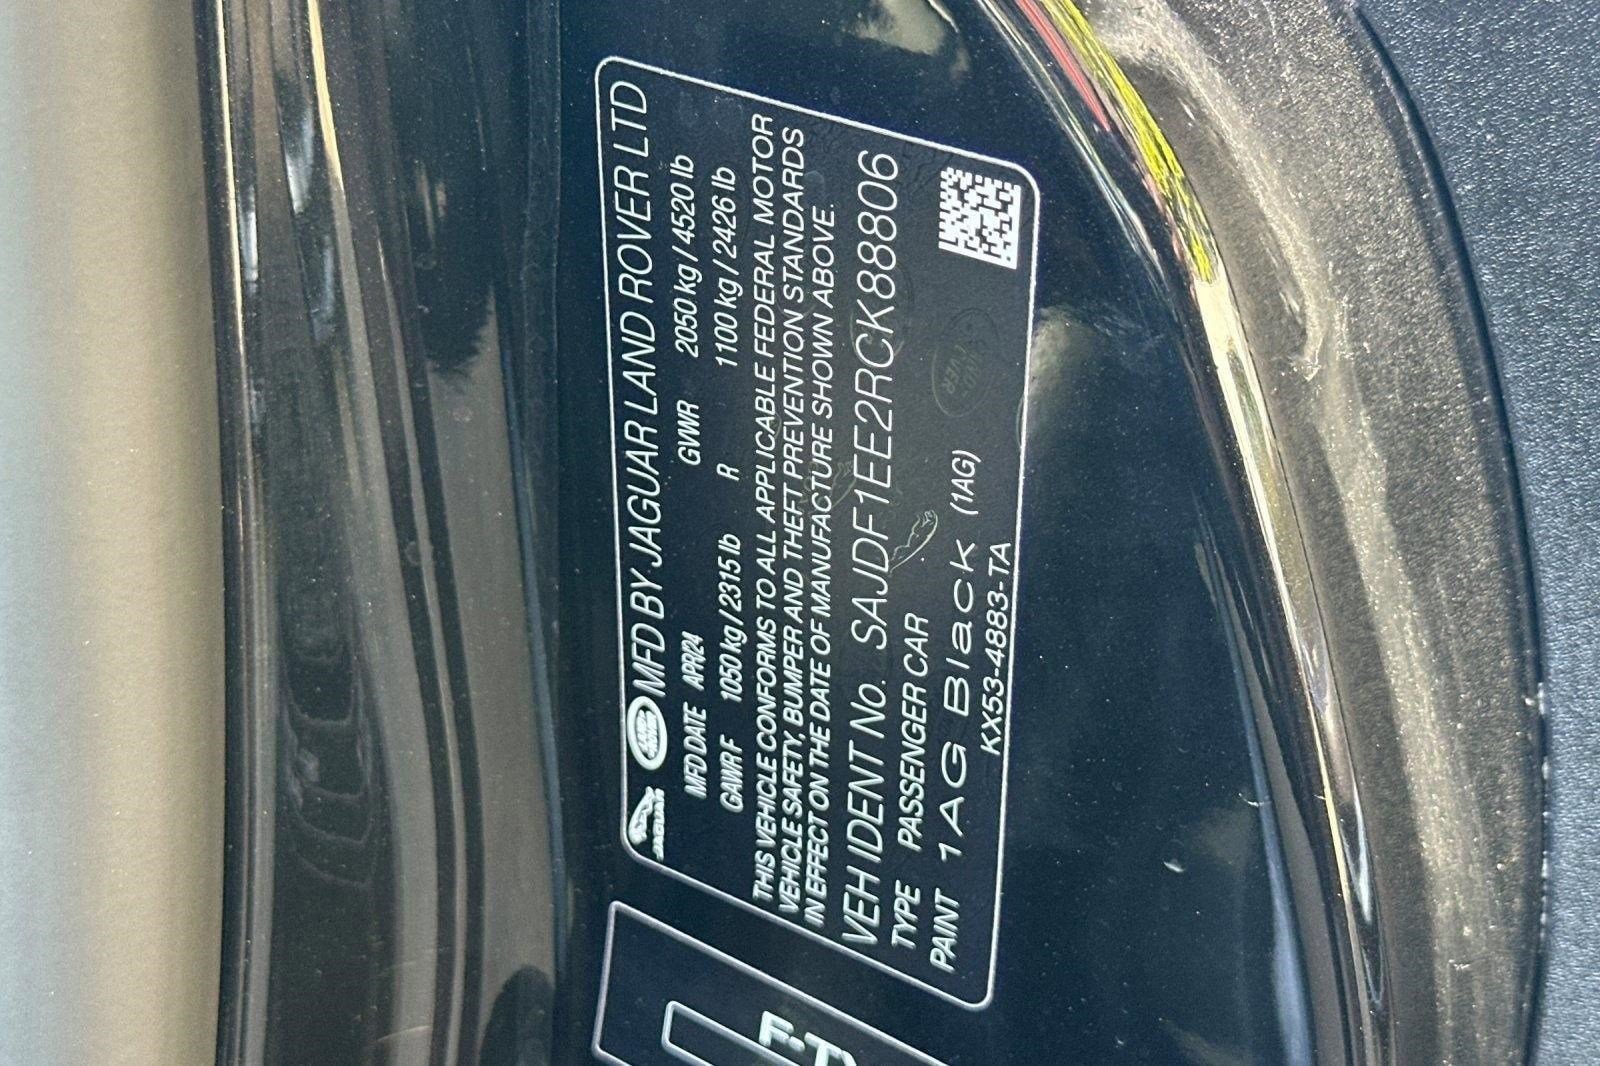 JAGUAR LAND ROVER MFD BY JAGUAR LAND ROVER LTD
MFD DATE APR24 GVWR 2050 kg / 4520 lb
GAWR F 1050 kg / 2315 lb R 1100 kg / 2426 lb
THIS VEHICLE CONFORMS TO ALL APPLICABLE FEDERAL MOTOR
VEHICLE SAFETY, BUMPER AND THEFT PREVENTION STANDARDS
IN EFFECT ON THE DATE OF MANUFACTURE SHOWN ABOVE.
VEH IDENT No. SAJDF1EE2RCK88806
TYPE PASSENGER CAR
PAINT 1AG Black (1AG)
KX53-4883-TA